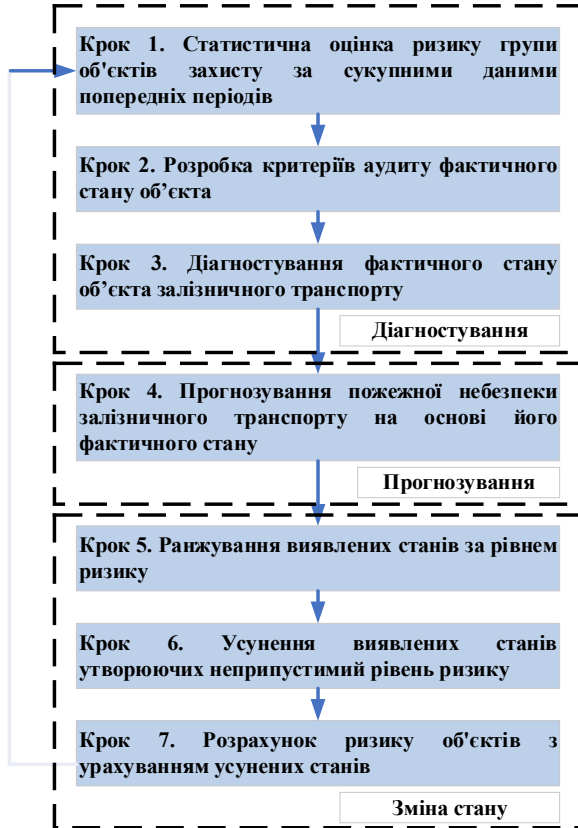 Крок 1. Статистична оцінка ризику групи
об'єктів захисту за сукупними даними
попередніх періодів
Крок 2. Розробка критеріїв аудиту фактичного
стану об’єкта
Крок 3. Діагностування фактичного стану
об’єкта залізничного транспорту
Діагностування
Крок 4. Прогнозування пожежної небезпеки
залізничного транспорту на основі його
фактичного стану
Прогнозування
Крок 5. Ранжування виявлених станів за рівнем
ризику
Крок 6. Усунення виявлених станів
утворюючих неприпустимий рівень ризику
Крок 7. Розрахунок ризику об'єктів з
урахуванням усунених станів
Зміна стану